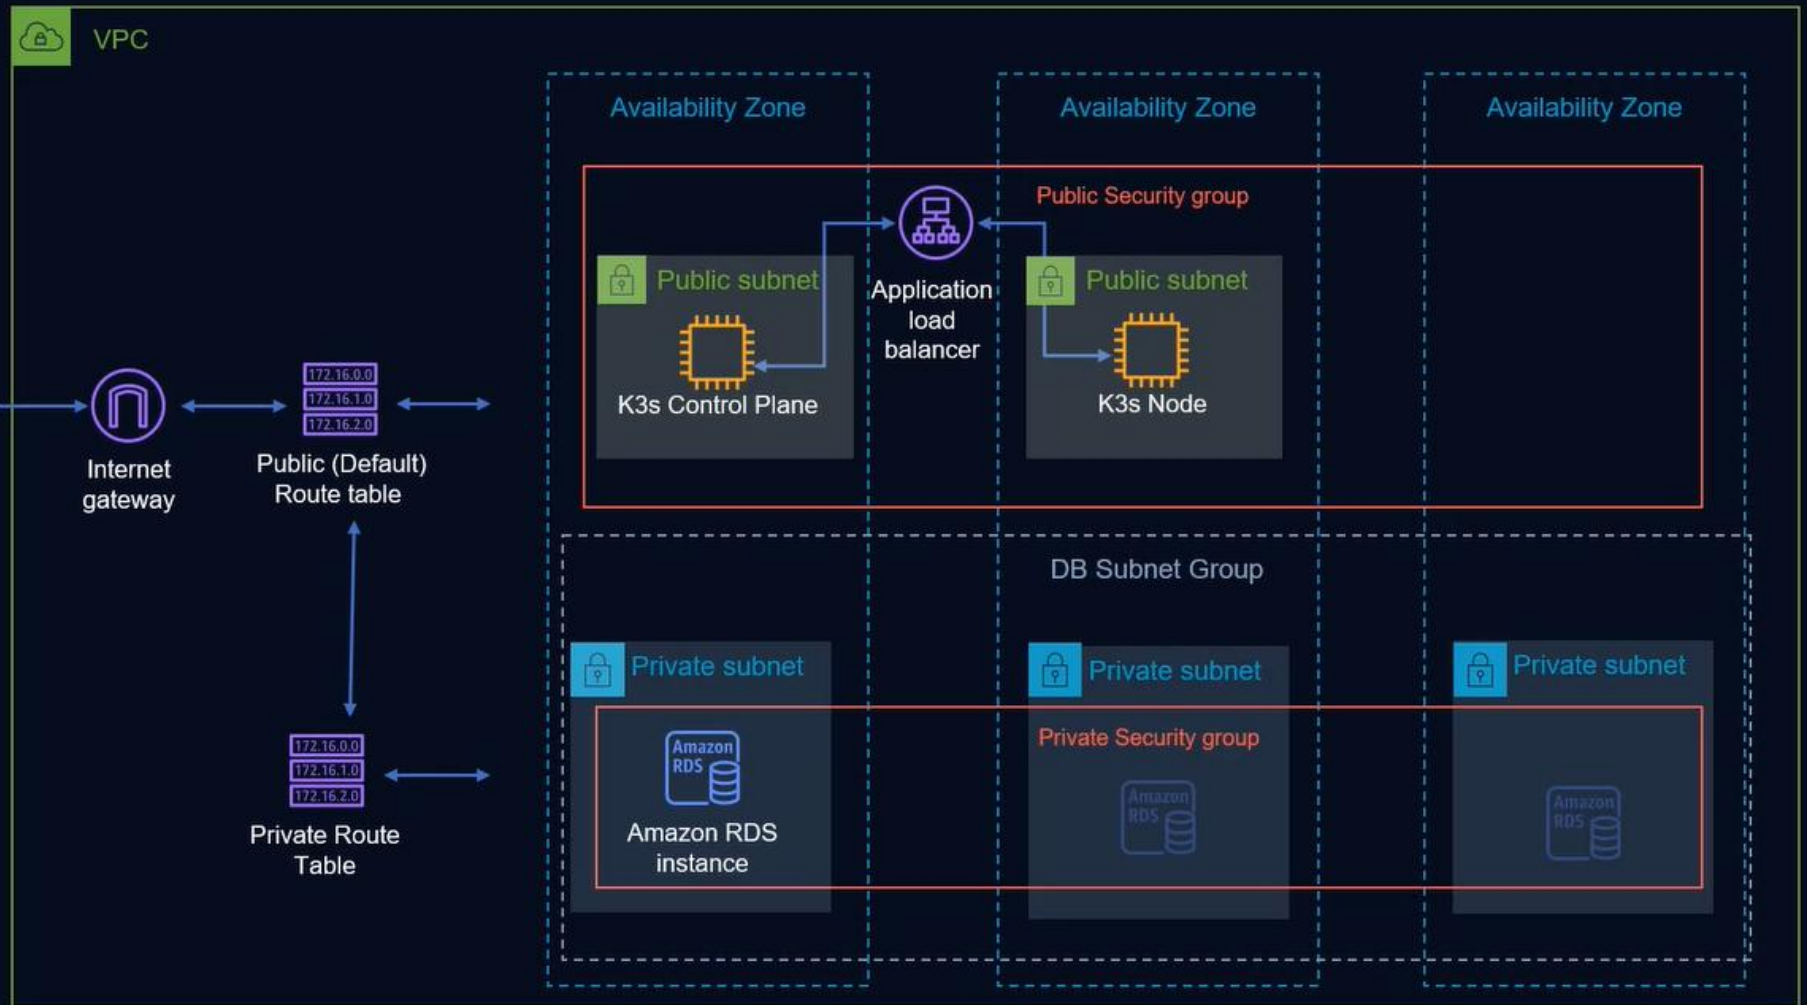 VPC
Availability Zone
Availability Zone
Availability Zone
Public Security group
Public subnet
Public subnet
Application
load
balancer
K3s Control Plane
K3s Node
172.16.0.0
172.16.1.0
172.16.2.0
Internet
gateway
Public (Default)
Route table
DB Subnet Group
Private subnet
Private subnet
Private subnet
Private Security group
Amazon
RDS
Amazon RDS
instance
Amazon
RDS
Amazon
RDS
172.16.0.0
172.16.1.0
172.16.2.0
Private Route
Table